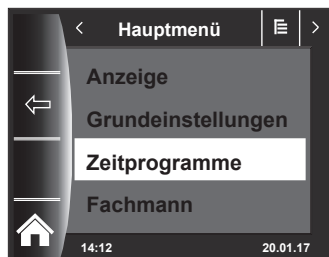 Hauptmenü
Anzeige
Grundeinstellungen
Zeitprogramme
Fachmann
14:12 20.01.17